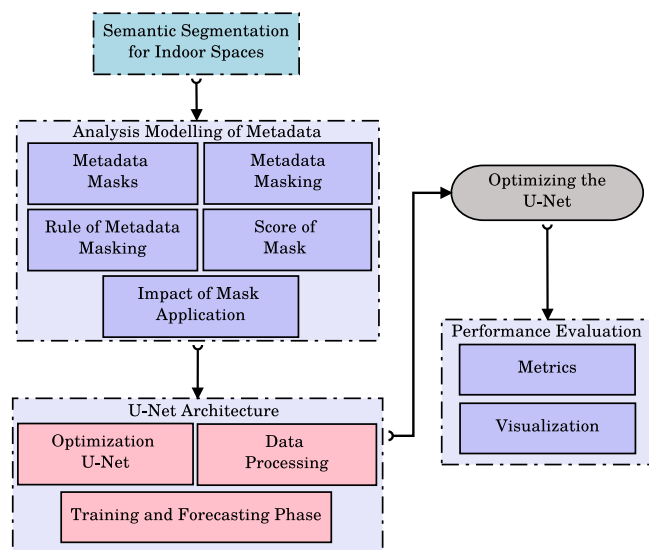 Semantic Segmentation
for Indoor Spaces
Analysis Modelling of Metadata
Metadata
Masks
Metadata
Masking
Rule of Metadata
Masking
Score of
Mask
Impact of Mask
Application
U-Net Architecture
Optimization
U-Net
Data
Processing
Training and Forecasting Phase
Optimizing the
U-Net
Performance Evaluation
Metrics
Visualization